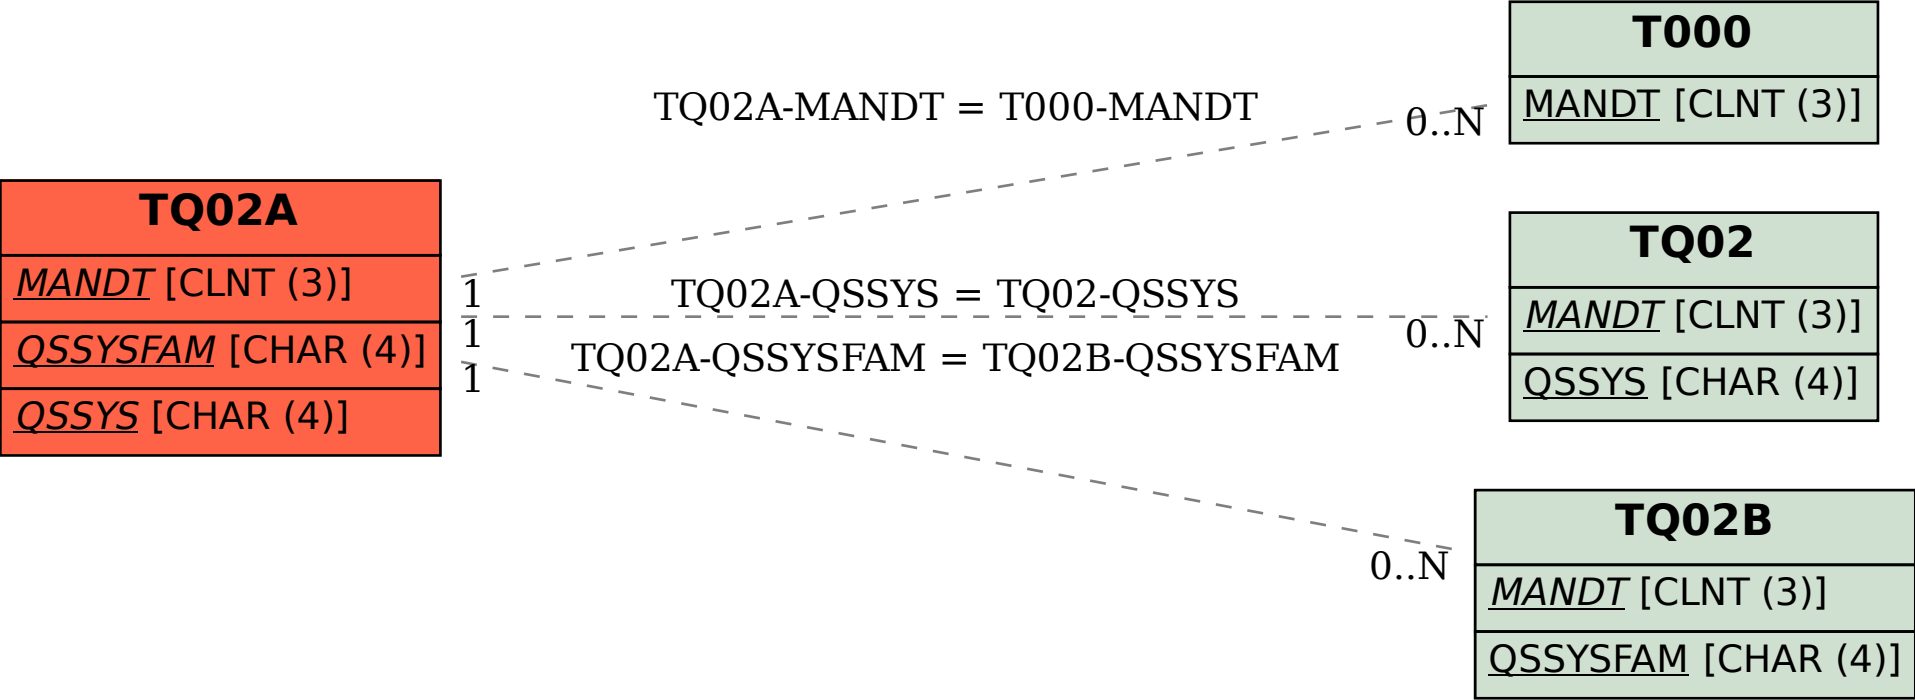 T000
MANDT [CLNT (3)]
TQ02A-MANDT = T000-MANDT
0..N
TQ02A
MANDT [CLNT (3)]
QSSYSFAM [CHAR (4)]
QSSYS [CHAR (4)]
1
TQ02A-QSSYS = TQ02-QSSYS
1
0..N
TQ02A-QSSYSFAM = TQ02B-QSSYSFAM
1
TQ02
MANDT [CLNT (3)]
QSSYS [CHAR (4)]
0..N
TQ02B
MANDT [CLNT (3)]
QSSYSFAM [CHAR (4)]